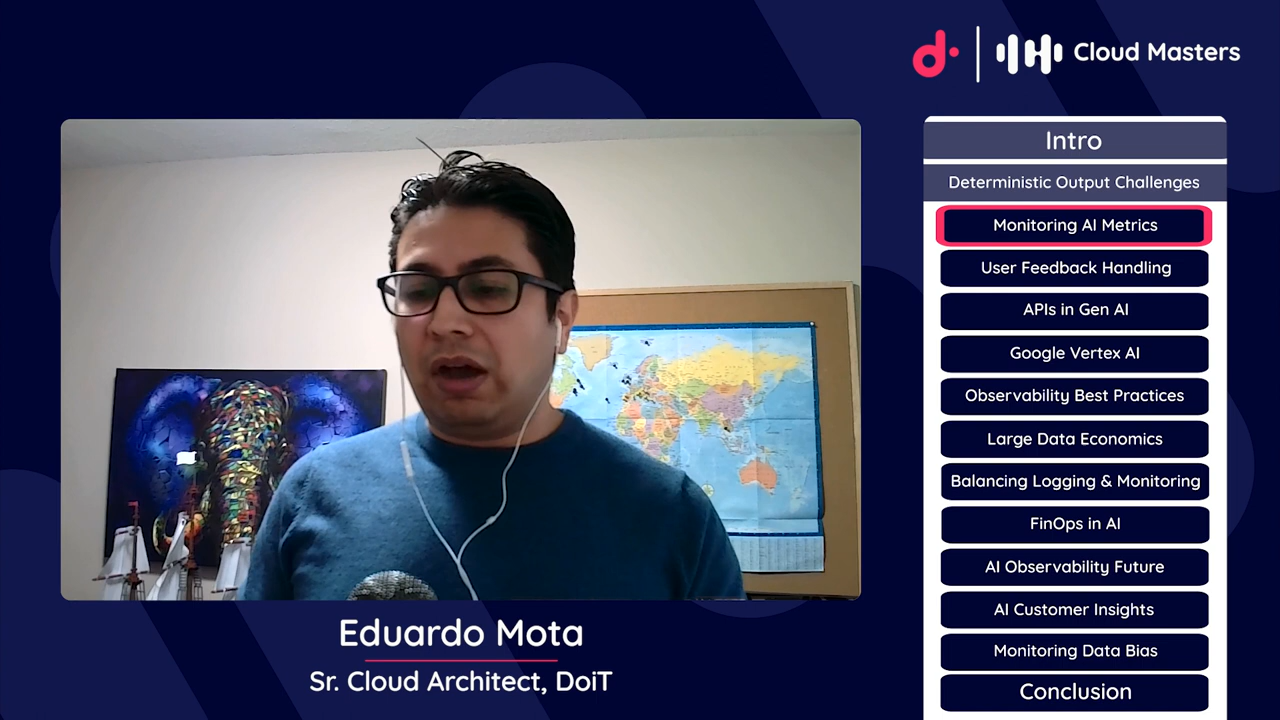 Cloud Masters
Intro
Deterministic Output Challenges
Monitoring AI Metrics
User Feedback Handling
APIs in Gen AI
Google Vertex AI
Observability Best Practices
Large Data Economics
Balancing Logging & Monitoring
FinOps in AI
AI Observability Future
AI Customer Insights
Monitoring Data Bias
Conclusion
Eduardo Mota
Sr. Cloud Architect, DoiT